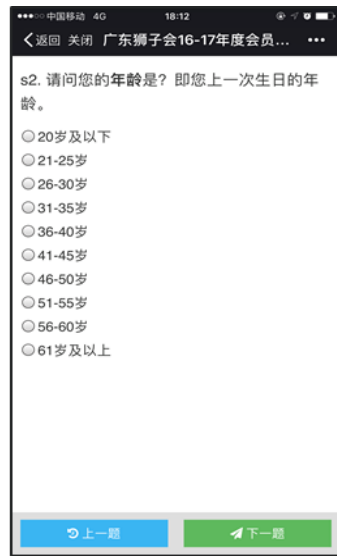 中国移动 4G 18:12
返回 关闭 广东狮子会16-17年度会员...
s2. 请问您的年龄是？即您上一次生日的年
龄。
20岁及以下
21-25岁
26-30岁
31-35岁
36-40岁
41-45岁
46-50岁
51-55岁
56-60岁
61岁及以上
上一题 下一题